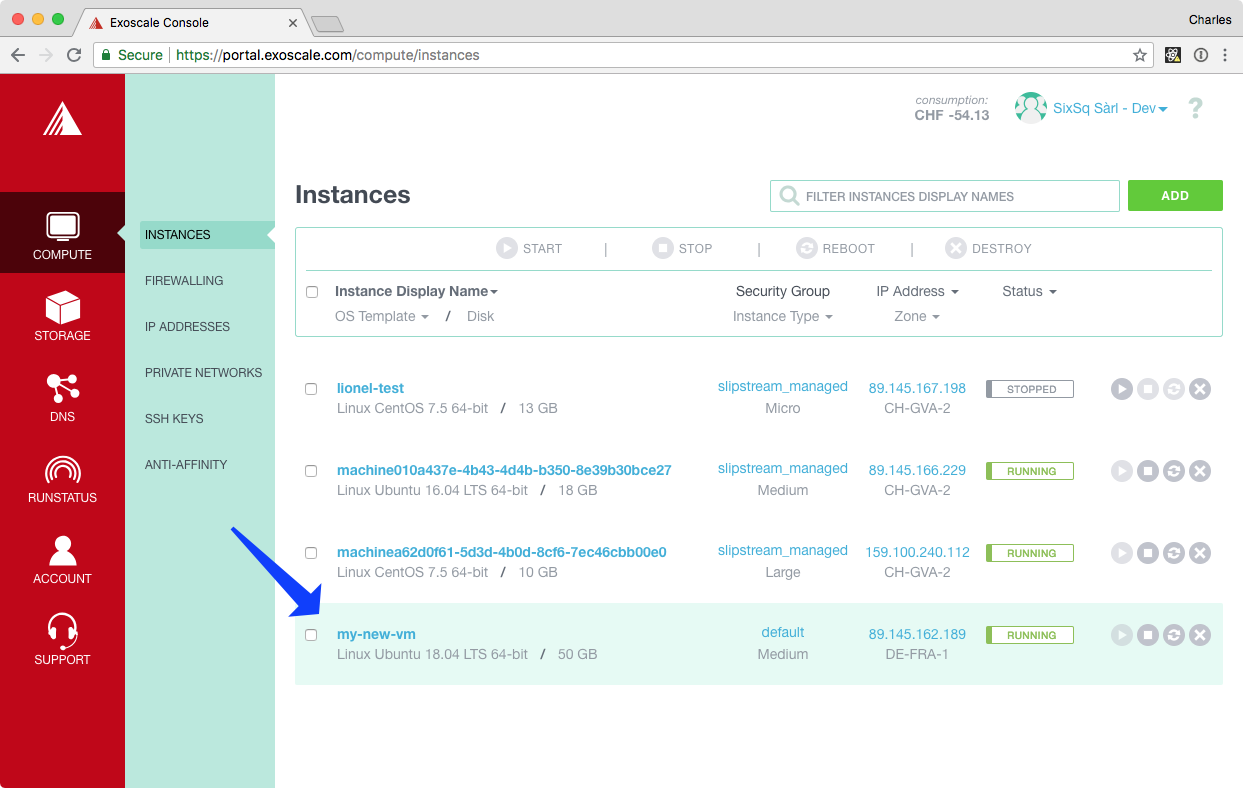 Exoscale Console
Charles
Secure https://portal.exoscale.com/compute/instances
consumption:
CHF -54.13
SixSq Sàrl - Dev
?
COMPUTE
STORAGE
DNS
RUNSTATUS
ACCOUNT
SUPPORT
INSTANCES
FIREWALLING
IP ADDRESSES
PRIVATE NETWORKS
SSH KEYS
ANTI-AFFINITY
Instances
FILTER INSTANCES DISPLAY NAMES
ADD
START | STOP | REBOOT | DESTROY
Instance Display Name Security Group IP Address Status
OS Template / Disk Instance Type Zone
lionel-test slipstream_managed 89.145.167.198 STOPPED
Linux CentOS 7.5 64-bit / 13 GB Micro CH-GVA-2
machine010a437e-4b43-4d4b-b350-8e39b30bce27 slipstream_managed 89.145.166.229 RUNNING
Linux Ubuntu 16.04 LTS 64-bit / 18 GB Medium CH-GVA-2
machinea62d0f61-5d3d-4b0d-8cf6-7ec46cbb00e0 slipstream_managed 159.100.240.112 RUNNING
Linux CentOS 7.5 64-bit / 10 GB Large CH-GVA-2
my-new-vm default 89.145.162.189 RUNNING
Linux Ubuntu 18.04 LTS 64-bit / 50 GB Medium DE-FRA-1